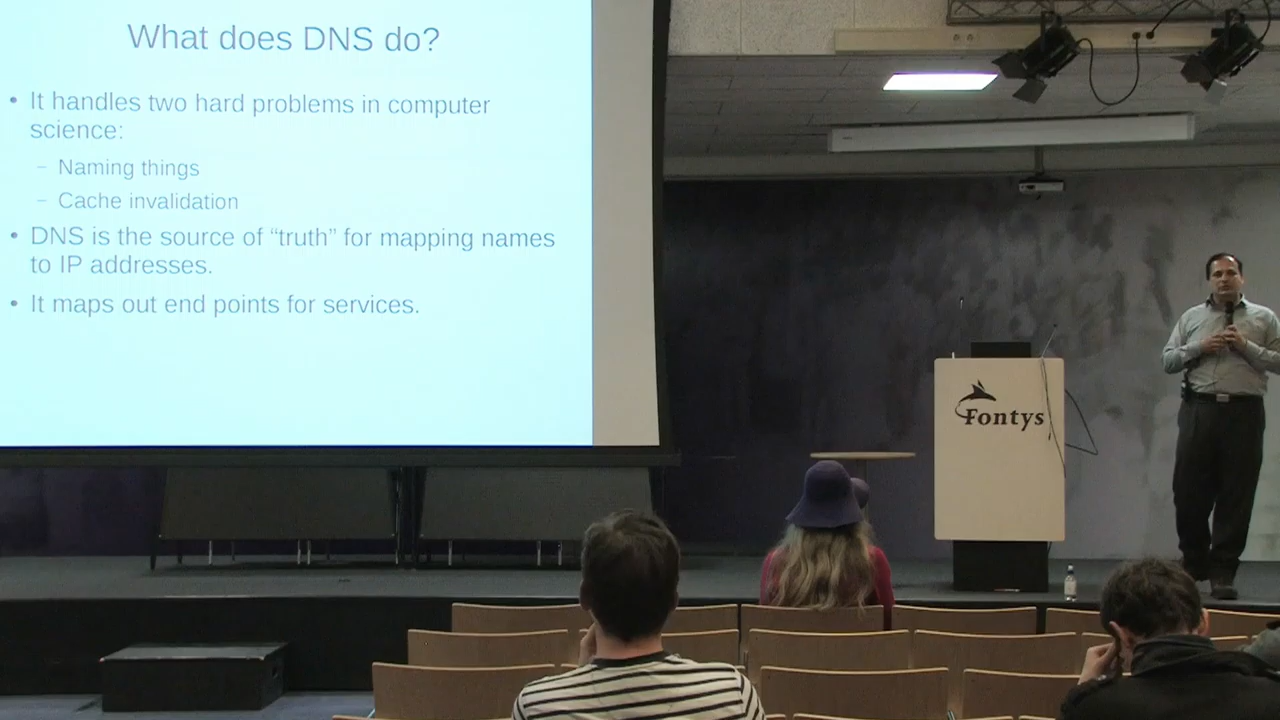 What does DNS do?
• It handles two hard problems in computer
science:
– Naming things
– Cache invalidation
• DNS is the source of “truth” for mapping names
to IP addresses.
• It maps out end points for services.
Fontys